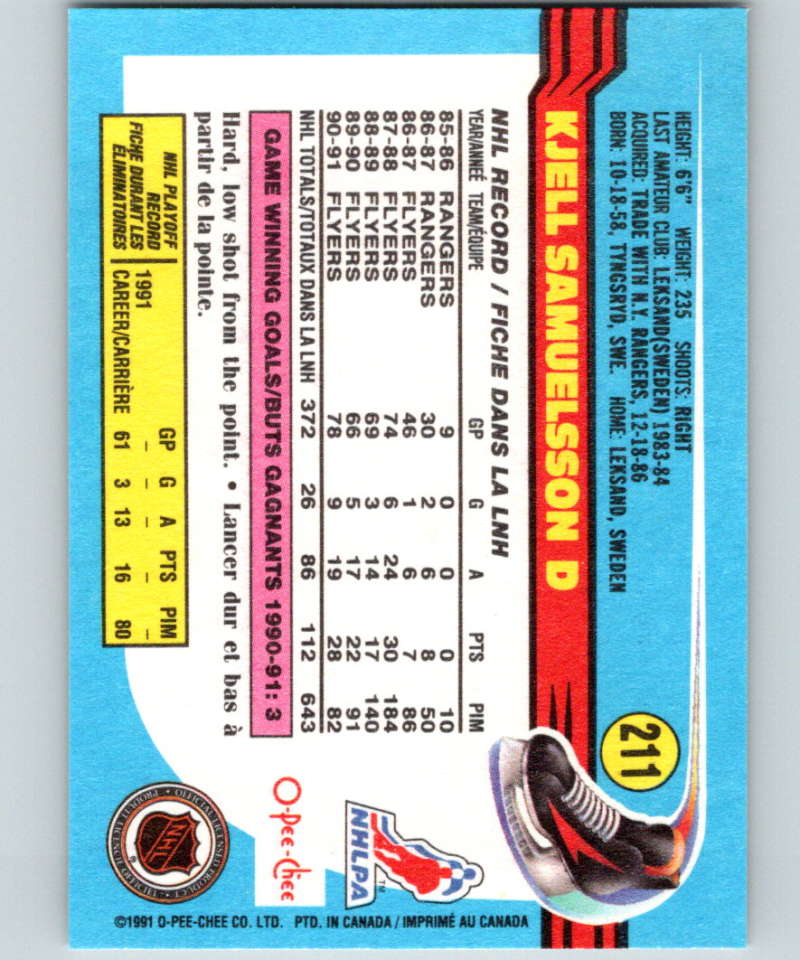 211
HEIGHT: 6'6" WEIGHT: 235 SHOOTS: RIGHT
LAST AMATEUR CLUB: LEKSAND(SWEDEN) 1983-84
ACQUIRED: TRADE WITH N.Y. RANGERS, 12-18-86
BORN: 10-18-58, TYNGSRYD, SWE. HOME: LEKSAND, SWEDEN
KJELL SAMUELSSON D
NHL RECORD / FICHE DANS LA LNH
YEAR/ANNEÉ TEAM/ÉQUIPE GP G A PTS PIM
85-86 RANGERS 9 0 0 0 10
86-87 RANGERS 30 2 6 8 50
86-87 FLYERS 46 1 6 7 86
87-88 FLYERS 74 6 24 30 184
88-89 FLYERS 69 3 14 17 140
89-90 FLYERS 66 5 17 22 91
90-91 FLYERS 78 9 19 28 82
NHL TOTALS/TOTAUX DANS LA LNH 372 26 86 112 643
GAME WINNING GOALS/BUTS GAGNANTS 1990-91: 3
Hard, low shot from the point. • Lancer dur et bas à
partir de la pointe.
NHL PLAYOFF
RECORD
FICHE DURANT LES
ÉLIMINATOIRES
GP G A PTS PIM
1991 – – – – –
CAREER/CARRIÈRE 61 3 13 16 80
NHLPA
TM
O-Pee-Chee
NHL
®
OFFICIAL LICENSED PRODUCT
©1991 O-PEE-CHEE CO. LTD. PTD. IN CANADA / IMPRIMÉ AU CANADA